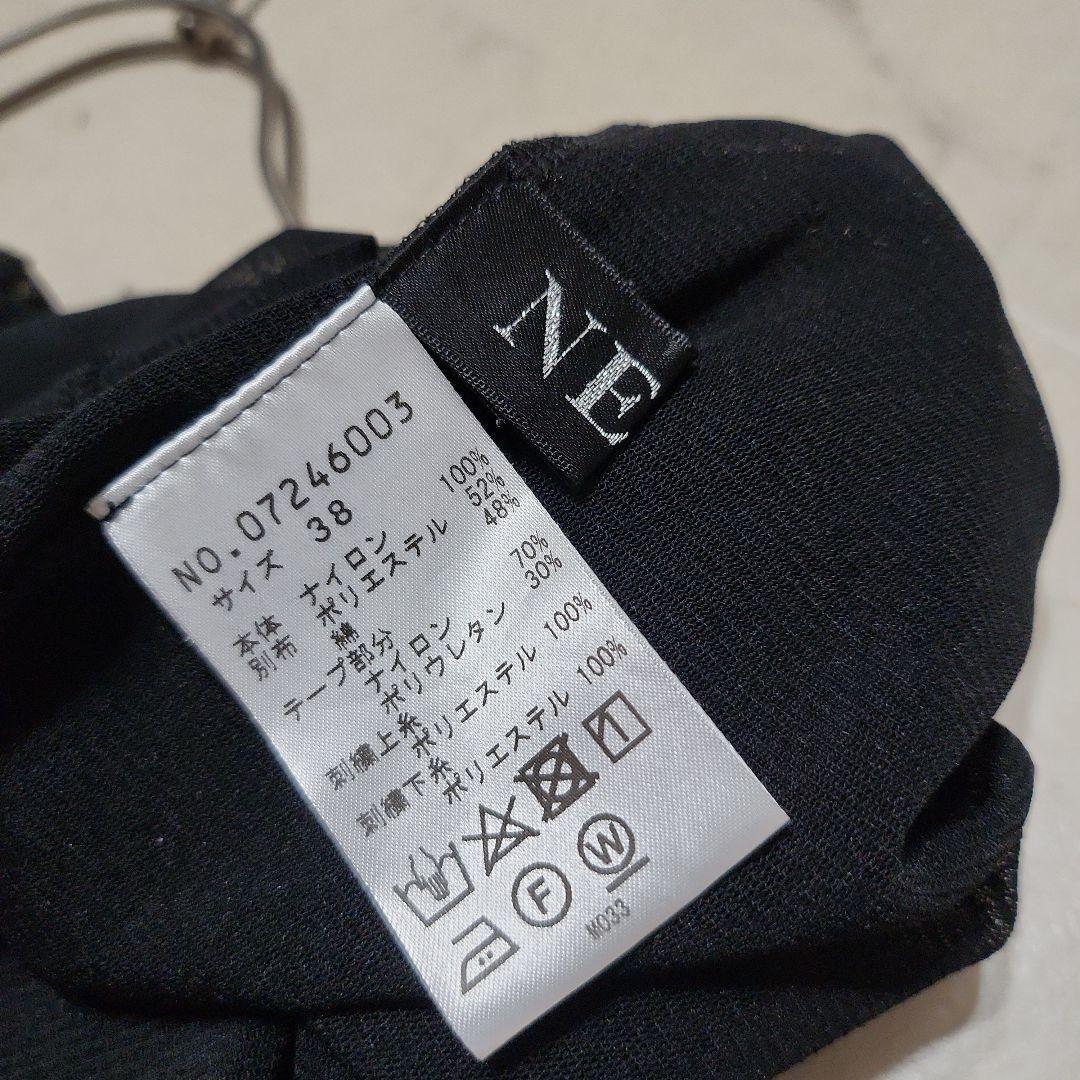 NE
NO.07246003
サイズ 38
本体 ナイロン 100%
別布 ポリエステル 52%
綿 48%
テープ部分
ナイロン 70%
ポリウレタン 30%
刺繍上糸
ポリエステル 100%
刺繍下糸
ポリエステル 100%
1
F W
M033